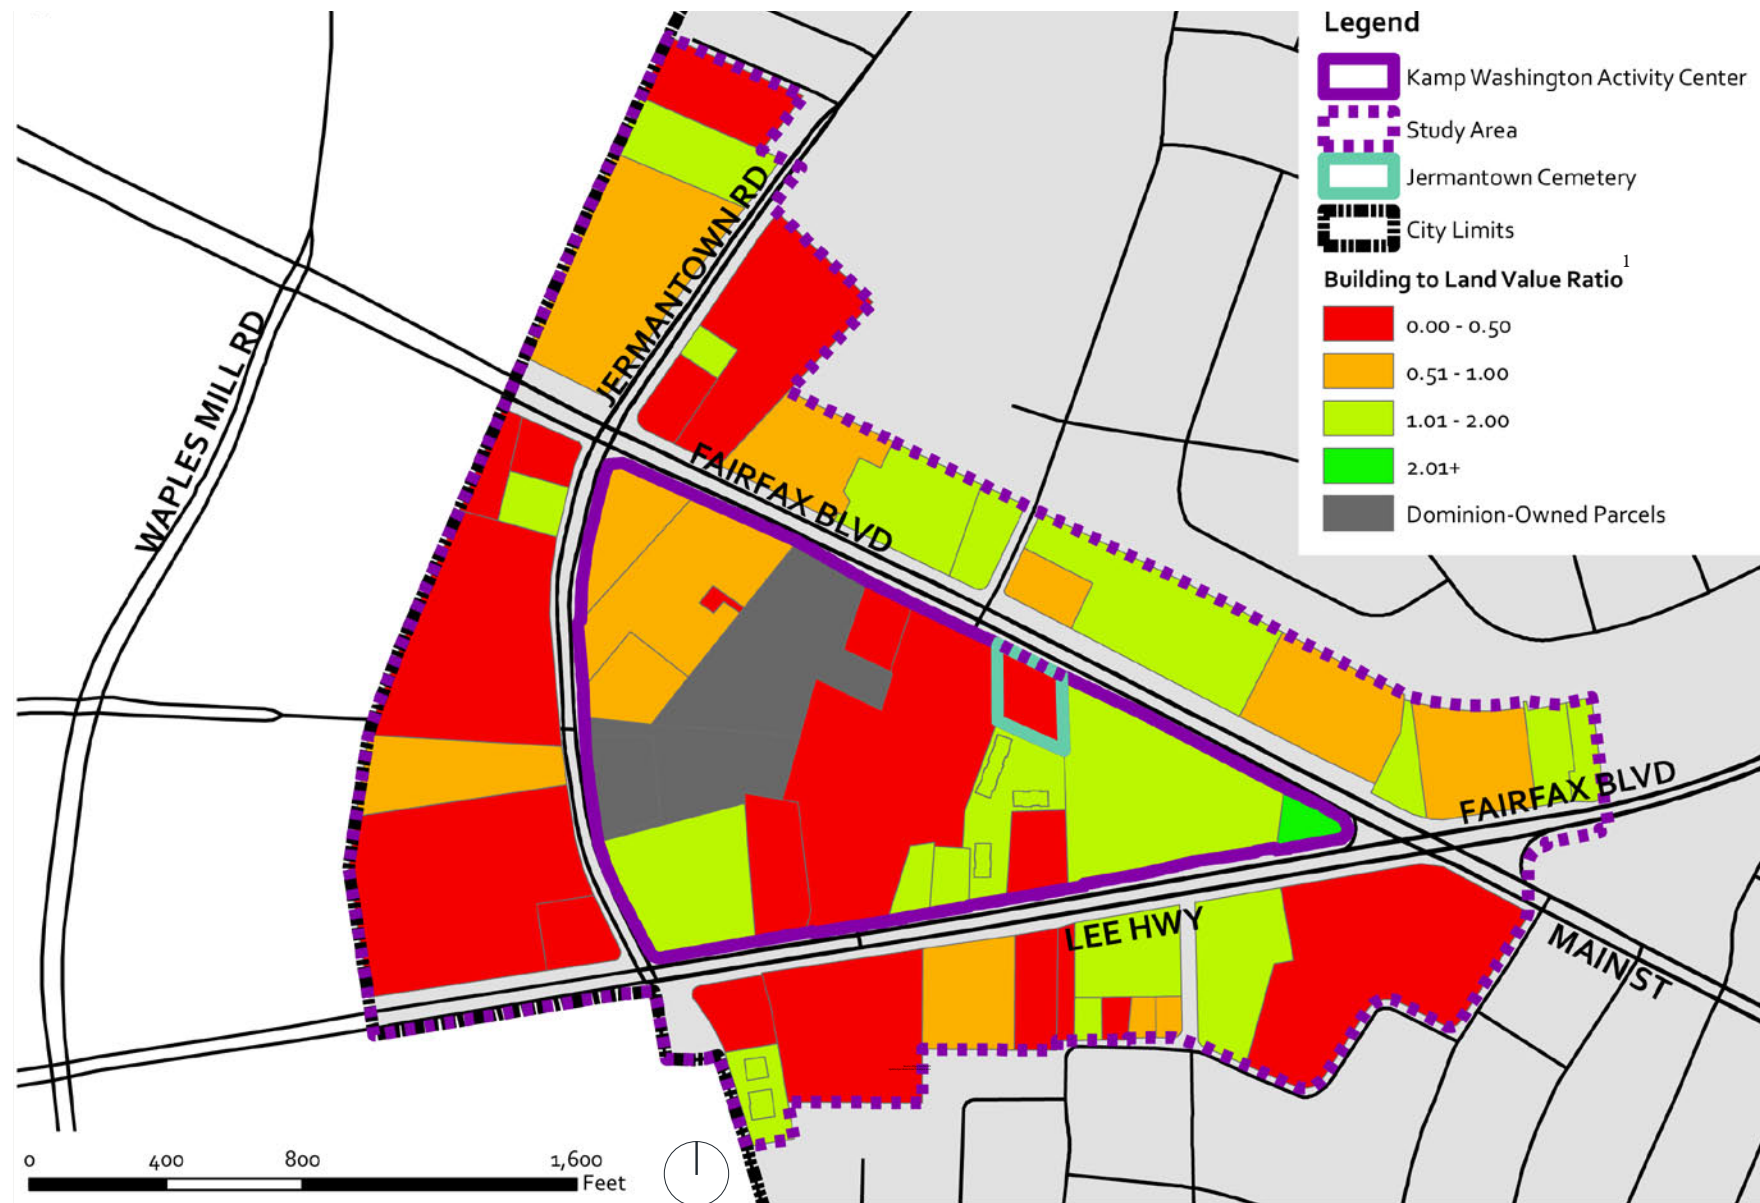 Legend
Kamp Washington Activity Center
Study Area
Jermantown Cemetery
City Limits
Building to Land Value Ratio1
0.00 - 0.50
0.51 - 1.00
1.01 - 2.00
2.01+
Dominion-Owned Parcels
JERMANTOWN RD
WAPLES MILL RD
FAIRFAX BLVD
FAIRFAX BLVD
LEE HWY
MAIN ST
0 400 800 1,600
Feet